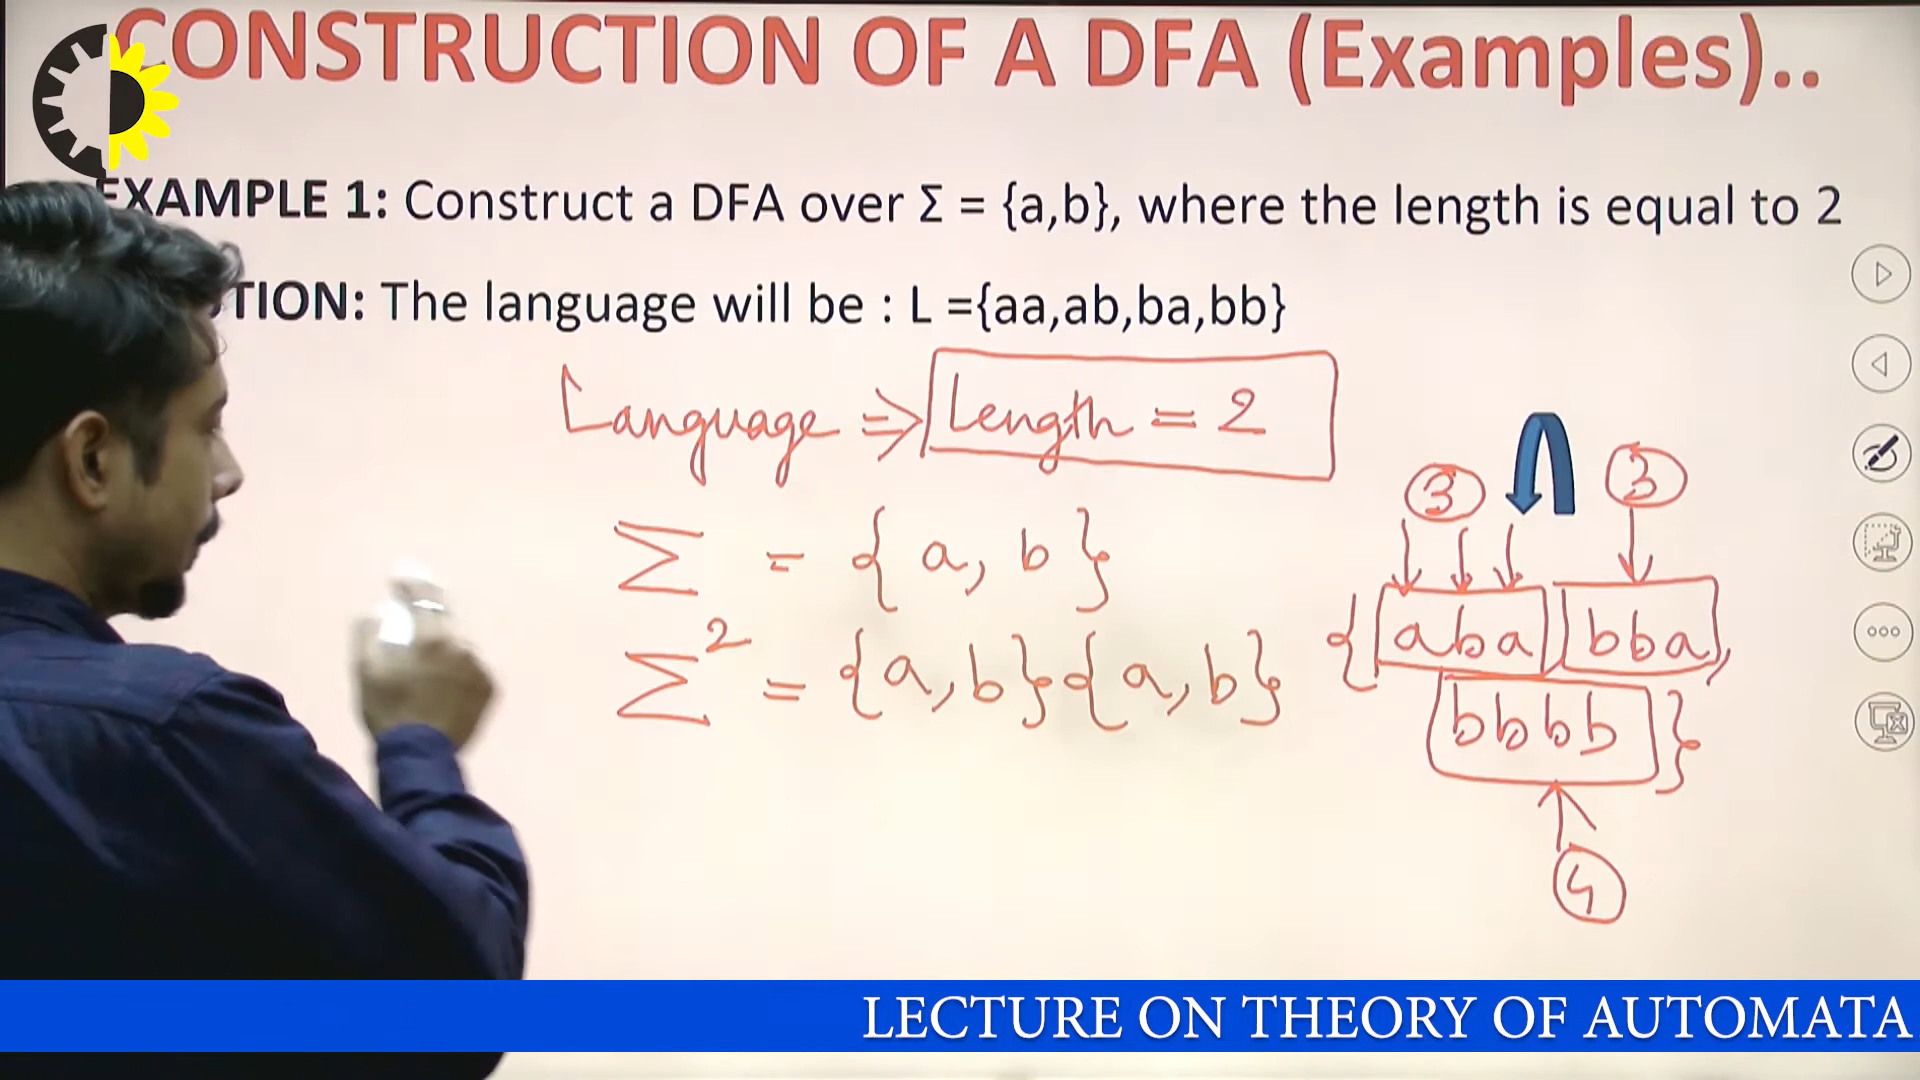 CONSTRUCTION OF A DFA (Examples)..
EXAMPLE 1: Construct a DFA over Σ = {a,b}, where the length is equal to 2
TION: The language will be : L ={aa,ab,ba,bb}
Language ⇒ Length = 2
Σ = { a, b }
Σ² = {a, b}{a, b}
3 3
{ aba, bba,
bbbb }
4
LECTURE ON THEORY OF AUTOMATA